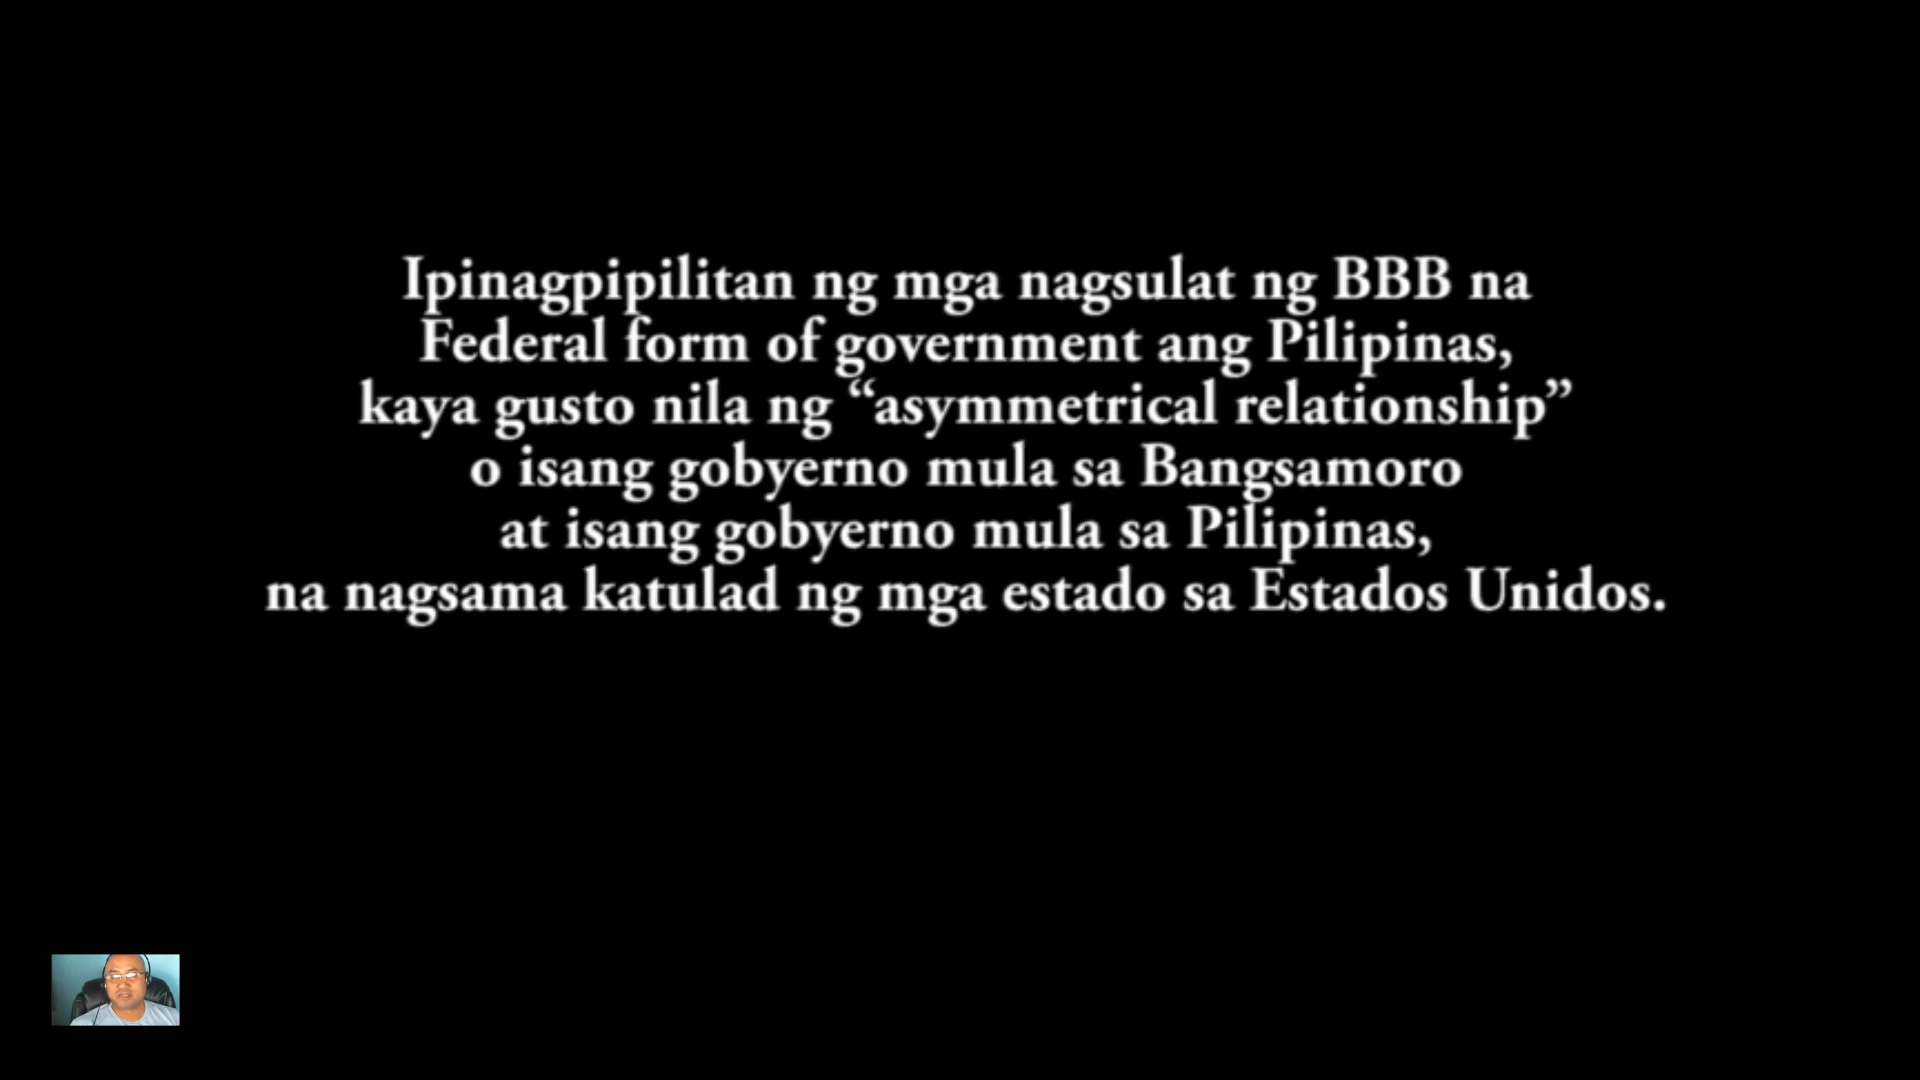 Ipinagpipilitan ng mga nagsulat ng BBB na
Federal form of government ang Pilipinas,
kaya gusto nila ng “asymmetrical relationship”
o isang gobyerno mula sa Bangsamoro
at isang gobyerno mula sa Pilipinas,
na nagsama katulad ng mga estado sa Estados Unidos.